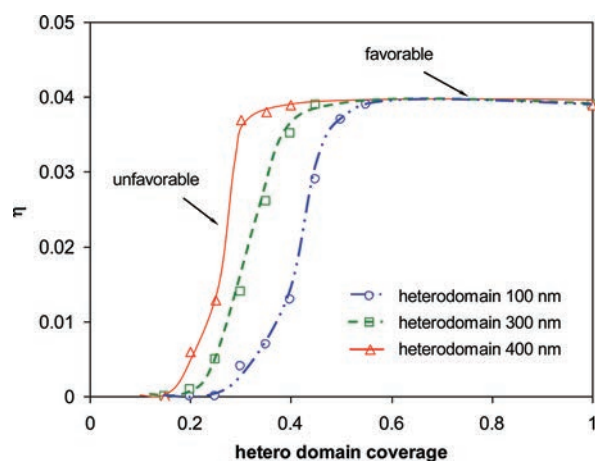 0.05
favorable
0.04
0.03
unfavorable
η
0.02
heterodomain 100 nm
0.01
heterodomain 300 nm
heterodomain 400 nm
0
0 0.2 0.4 0.6 0.8 1
hetero domain coverage